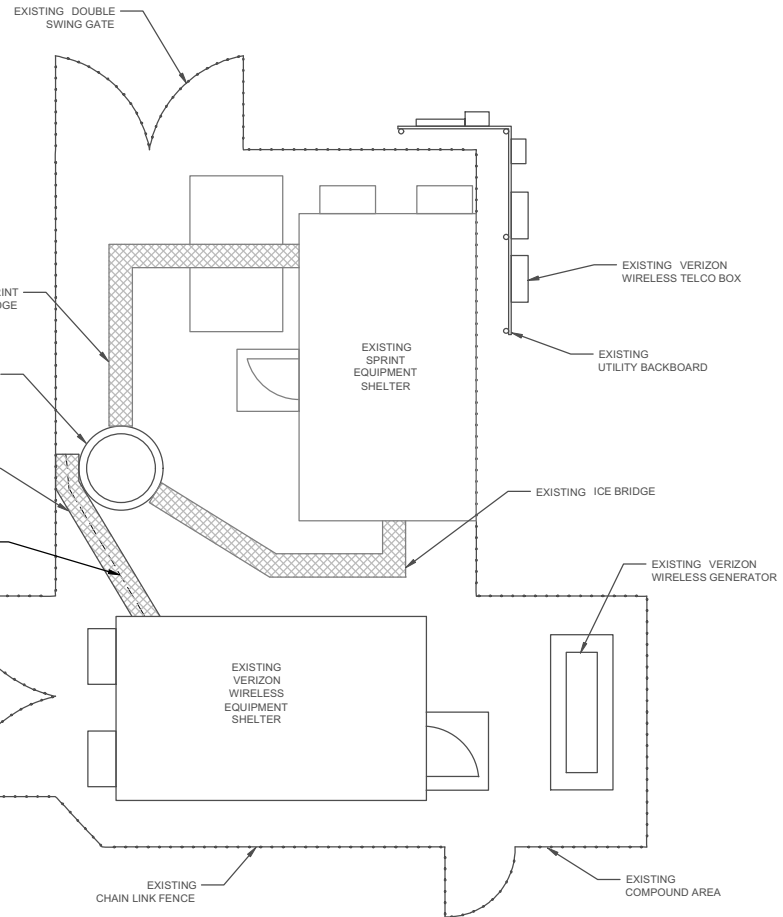 EXISTING DOUBLE
SWING GATE
EXISTING VERIZON
WIRELESS TELCO BOX
EXISTING
SPRINT
EQUIPMENT
SHELTER
EXISTING
UTILITY BACKBOARD
EXISTING ICE BRIDGE
EXISTING VERIZON
WIRELESS GENERATOR
EXISTING
VERIZON
WIRELESS
EQUIPMENT
SHELTER
EXISTING
CHAIN LINK FENCE
EXISTING
COMPOUND AREA